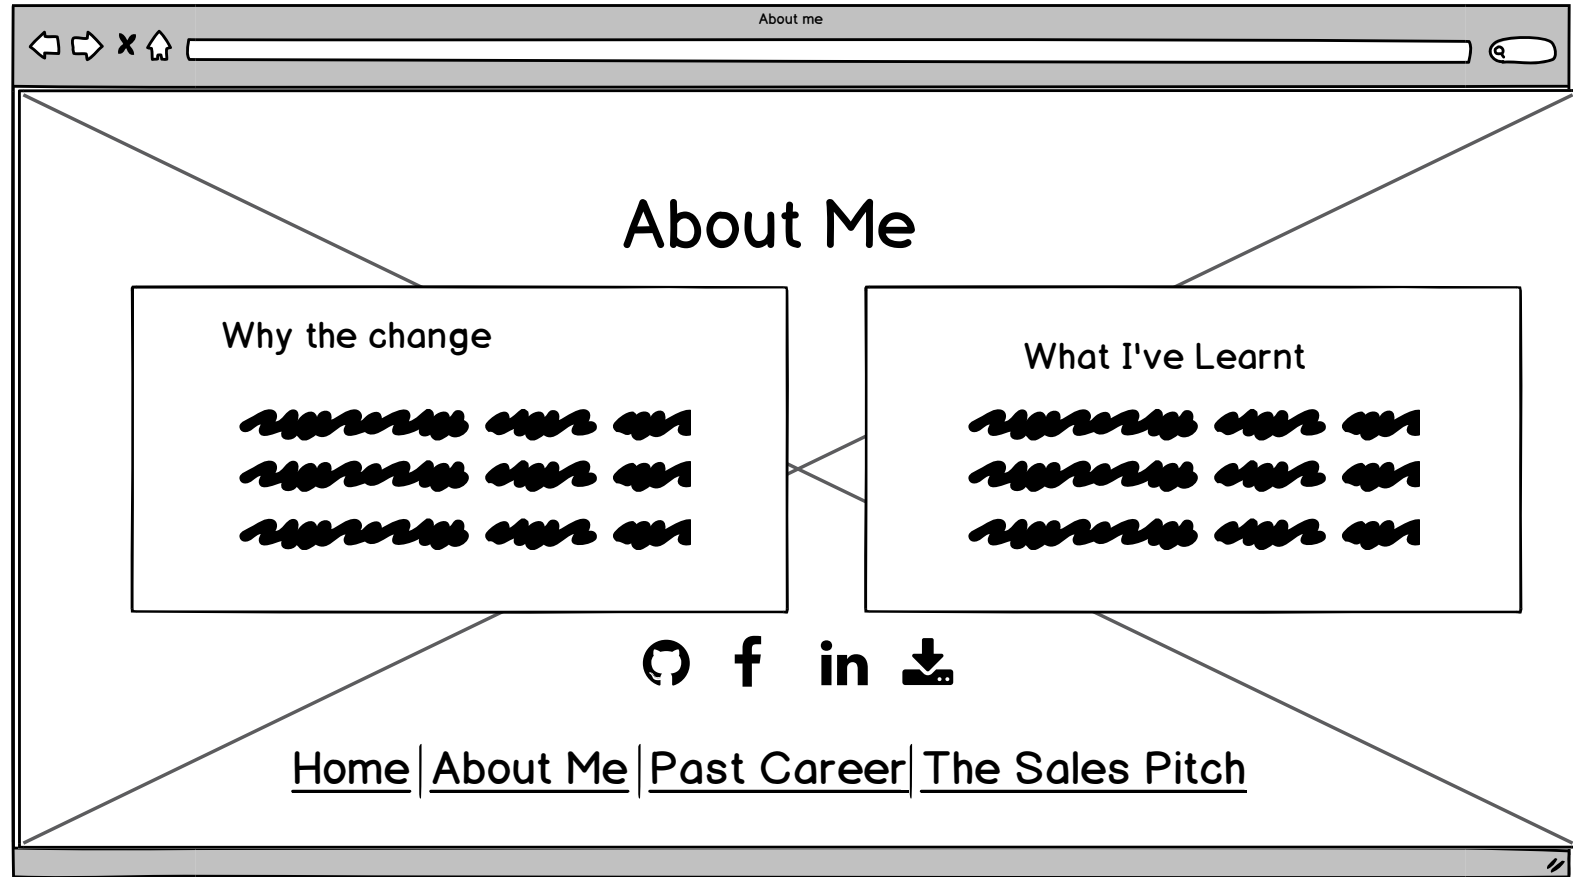 About me
About Me
Why the change
What I've Learnt
Home | About Me | Past Career | The Sales Pitch